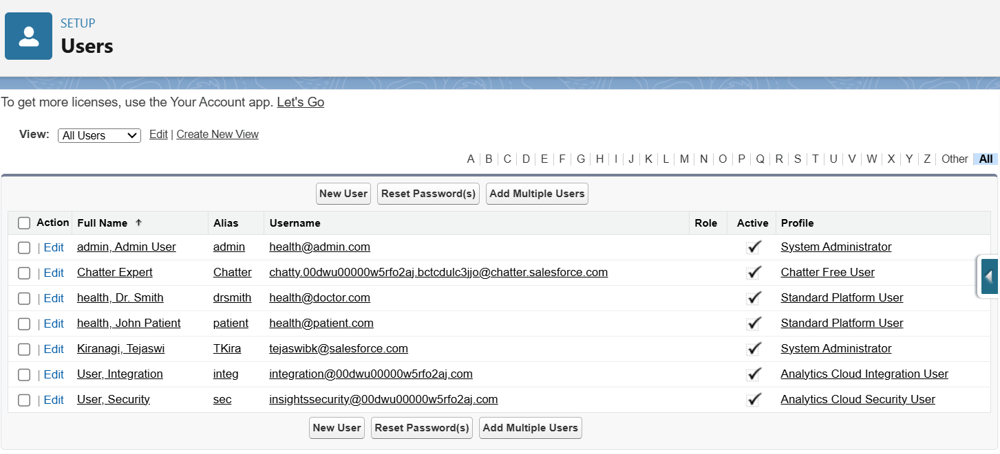 SETUP
Users
To get more licenses, use the Your Account app. Let's Go
View: All Users Edit | Create New View
A B C D E F G H I J K L M N O P Q R S T U V W X Y Z Other All
New User Reset Password(s) Add Multiple Users
Action Full Name ↑ Alias Username Role Active Profile
| Edit admin, Admin User admin health@admin.com System Administrator
| Edit Chatter Expert Chatter chatty.00dwu00000w5rfo2aj.bctcdulc3jjo@chatter.salesforce.com Chatter Free User
| Edit health, Dr. Smith drsmith health@doctor.com Standard Platform User
| Edit health, John Patient patient health@patient.com Standard Platform User
| Edit Kiranagi, Tejaswi TKira tejaswibk@salesforce.com System Administrator
| Edit User, Integration integ integration@00dwu00000w5rfo2aj.com Analytics Cloud Integration User
| Edit User, Security sec insightssecurity@00dwu00000w5rfo2aj.com Analytics Cloud Security User
New User Reset Password(s) Add Multiple Users